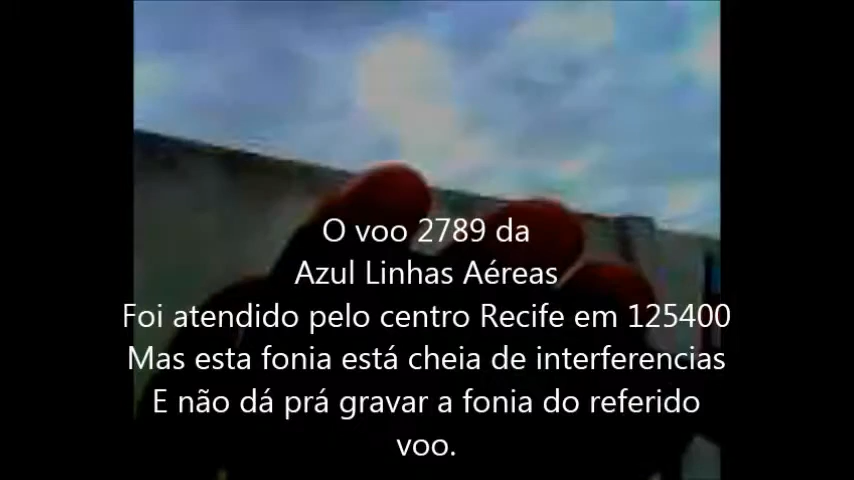 O voo 2789 da
Azul Linhas Aéreas
Foi atendido pelo centro Recife em 125400
Mas esta fonia está cheia de interferencias
E não dá prá gravar a fonia do referido
voo.